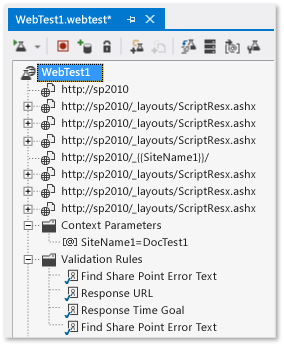 WebTest1.webtest*
WebTest1
http://sp2010
http://sp2010/_layouts/ScriptResx.ashx
http://sp2010/_layouts/ScriptResx.ashx
http://sp2010/_layouts/ScriptResx.ashx
http://sp2010/_{{SiteName1}}/
http://sp2010/_layouts/ScriptResx.ashx
http://sp2010/_layouts/ScriptResx.ashx
http://sp2010/_layouts/ScriptResx.ashx
Context Parameters
SiteName1=DocTest1
Validation Rules
Find Share Point Error Text
Response URL
Response Time Goal
Find Share Point Error Text